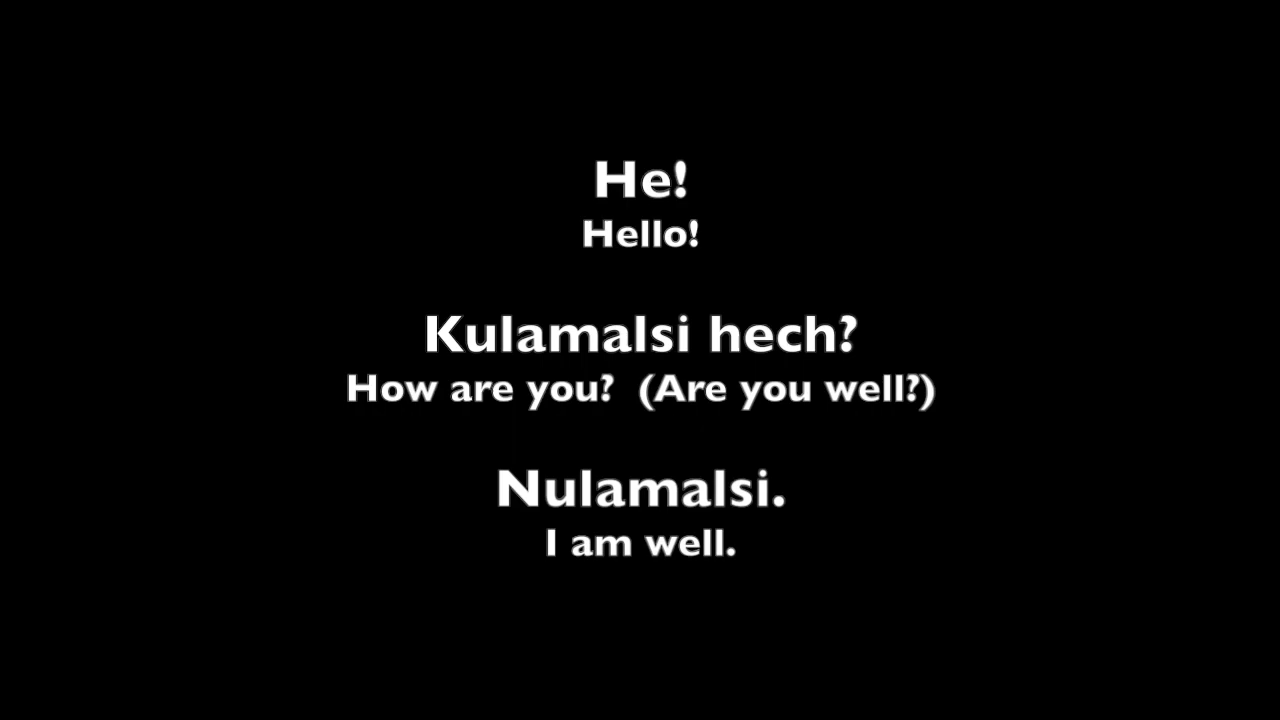 He!
Hello!
Kulamalsi hech?
How are you?  (Are you well?)
Nulamalsi.
I am well.